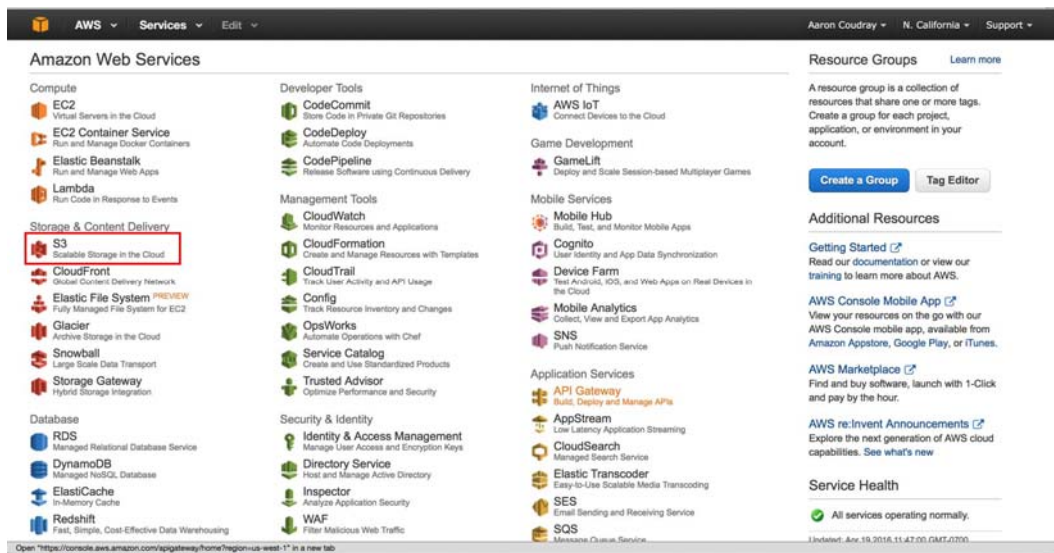 AWS Services Edit Aaron Coudray N. California Support
Amazon Web Services
Compute
EC2
Virtual Servers in the Cloud
EC2 Container Service
Run and Manage Docker Containers
Elastic Beanstalk
Run and Manage Web Apps
Lambda
Run Code in Response to Events
Storage & Content Delivery
S3
Scalable Storage in the Cloud
CloudFront
Global Content Delivery Network
Elastic File System PREVIEW
Fully Managed File System for EC2
Glacier
Archive Storage in the Cloud
Snowball
Large Scale Data Transport
Storage Gateway
Hybrid Storage Integration
Database
RDS
Managed Relational Database Service
DynamoDB
Managed NoSQL Database
ElastiCache
In-Memory Cache
Redshift
Fast, Simple, Cost-Effective Data Warehousing
Developer Tools
CodeCommit
Store Code in Private Git Repositories
CodeDeploy
Automate Code Deployments
CodePipeline
Release Software using Continuous Delivery
Management Tools
CloudWatch
Monitor Resources and Applications
CloudFormation
Create and Manage Resources with Templates
CloudTrail
Track User Activity and API Usage
Config
Track Resource Inventory and Changes
OpsWorks
Automate Operations with Chef
Service Catalog
Create and Use Standardized Products
Trusted Advisor
Optimize Performance and Security
Security & Identity
Identity & Access Management
Manage User Access and Encryption Keys
Directory Service
Host and Manage Active Directory
Inspector
Analyze Application Security
WAF
Filter Malicious Web Traffic
Internet of Things
AWS IoT
Connect Devices to the Cloud
Game Development
GameLift
Deploy and Scale Session-based Multiplayer Games
Mobile Services
Mobile Hub
Build, Test, and Monitor Mobile Apps
Cognito
User Identity and App Data Synchronization
Device Farm
Test Android, iOS, and Web Apps on Real Devices in
the Cloud
Mobile Analytics
Collect, View and Export App Analytics
SNS
Push Notification Service
Application Services
API Gateway
Build, Deploy and Manage APIs
AppStream
Low Latency Application Streaming
CloudSearch
Managed Search Service
Elastic Transcoder
Easy-to-Use Scalable Media Transcoding
SES
Email Sending and Receiving Service
SQS
Message Queue Service
Resource Groups Learn more
A resource group is a collection of
resources that share one or more tags.
Create a group for each project,
application, or environment in your
account.
Create a Group Tag Editor
Additional Resources
Getting Started
Read our documentation or view our
training to learn more about AWS.
AWS Console Mobile App
View your resources on the go with our
AWS Console mobile app, available from
Amazon Appstore, Google Play, or iTunes.
AWS Marketplace
Find and buy software, launch with 1-Click
and pay by the hour.
AWS re:Invent Announcements
Explore the next generation of AWS cloud
capabilities. See what's new
Service Health
All services operating normally.
Updated: Apr 19 2016 11:47:00 GMT-0700
Open "https://console.aws.amazon.com/apigateway/home?region=us-west-1" in a new tab